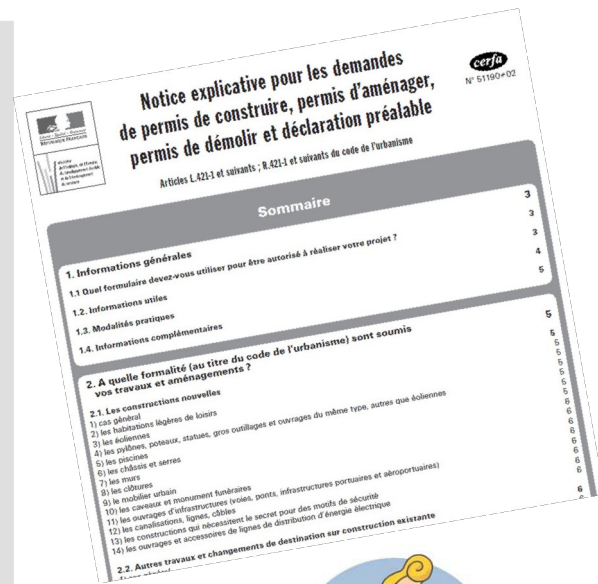 Notice explicative pour les demandes
de permis de construire, permis d'aménager,
permis de démolir et déclaration préalable
Articles L.421-1 et suivants ; R.421-1 et suivants du code de l'urbanisme
cerfa
N° 51190*02
Liberté • Égalité • Fraternité
RÉPUBLIQUE FRANÇAISE
Sommaire
1. Informations générales 3
1.1 Quel formulaire devez-vous utiliser pour être autorisé à réaliser votre projet ? 3
1.2. Informations utiles 3
1.3. Modalités pratiques 4
1.4. Informations complémentaires 5
2. A quelle formalité (au titre du code de l'urbanisme) sont soumis
vos travaux et aménagements ? 5
2.1. Les constructions nouvelles 5
1) cas général 5
2) les habitations légères de loisirs 5
3) les éoliennes 5
4) les pylônes, poteaux, statues, gros outillages et ouvrages du même type, autres que éoliennes 5
5) les piscines 5
6) les châssis et serres 5
7) les murs 6
8) les clôtures 6
9) le mobilier urbain 6
10) les caveaux et monument funéraires 6
11) les ouvrages d'infrastructures (voies, ponts, infrastructures portuaires et aéroportuaires) 6
12) les canalisations, lignes, câbles 6
13) les constructions qui nécessitent le secret pour des motifs de sécurité 6
14) les ouvrages et accessoires de lignes de distribution d'énergie électrique 6
2.2. Autres travaux et changements de destination sur construction existante 6